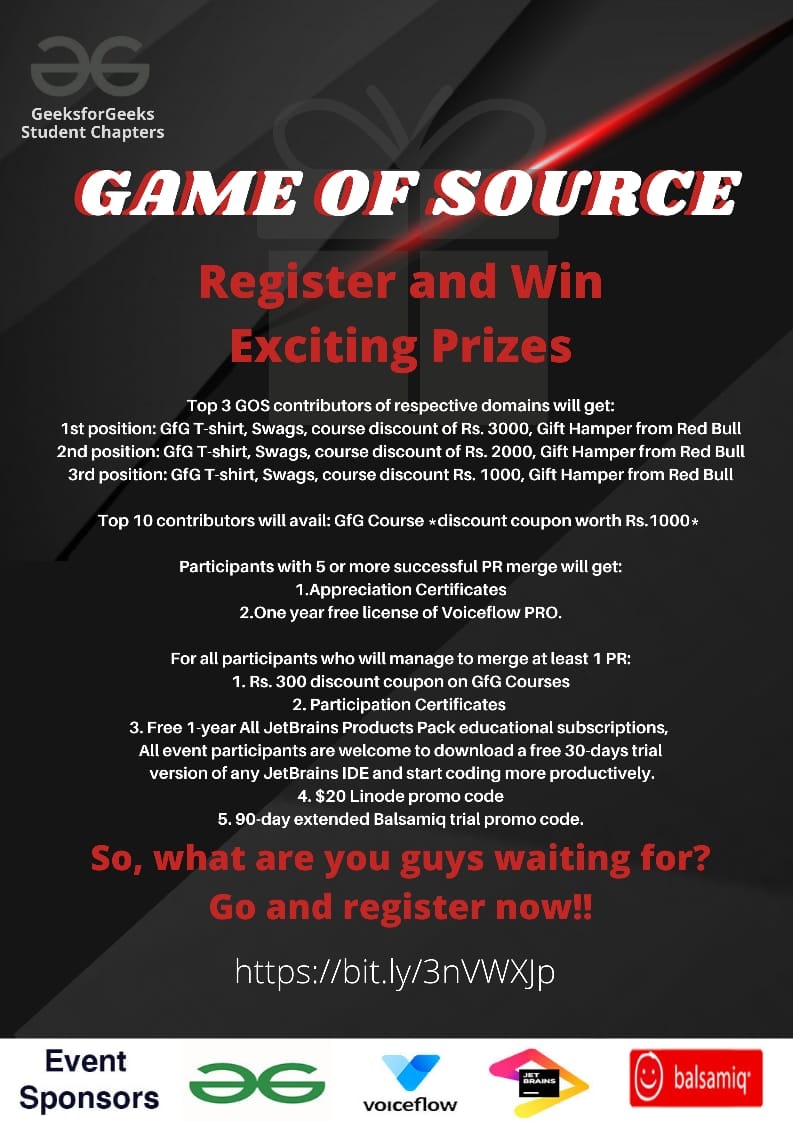 GeeksforGeeks
Student Chapters
GAME OF SOURCE
Register and Win
Exciting Prizes
Top 3 GOS contributors of respective domains will get:
1st position: GfG T-shirt, Swags, course discount of Rs. 3000, Gift Hamper from Red Bull
2nd position: GfG T-shirt, Swags, course discount of Rs. 2000, Gift Hamper from Red Bull
3rd position: GfG T-shirt, Swags, course discount Rs. 1000, Gift Hamper from Red Bull
Top 10 contributors will avail: GfG Course *discount coupon worth Rs.1000*
Participants with 5 or more successful PR merge will get:
1.Appreciation Certificates
2.One year free license of Voiceflow PRO.
For all participants who will manage to merge at least 1 PR:
1. Rs. 300 discount coupon on GfG Courses
2. Participation Certificates
3. Free 1-year All JetBrains Products Pack educational subscriptions,
All event participants are welcome to download a free 30-days trial
version of any JetBrains IDE and start coding more productively.
4. $20 Linode promo code
5. 90-day extended Balsamiq trial promo code.
So, what are you guys waiting for?
Go and register now!!
https://bit.ly/3nVWXJp
Event
Sponsors
voiceflow
JET
BRAINS
balsamiq®